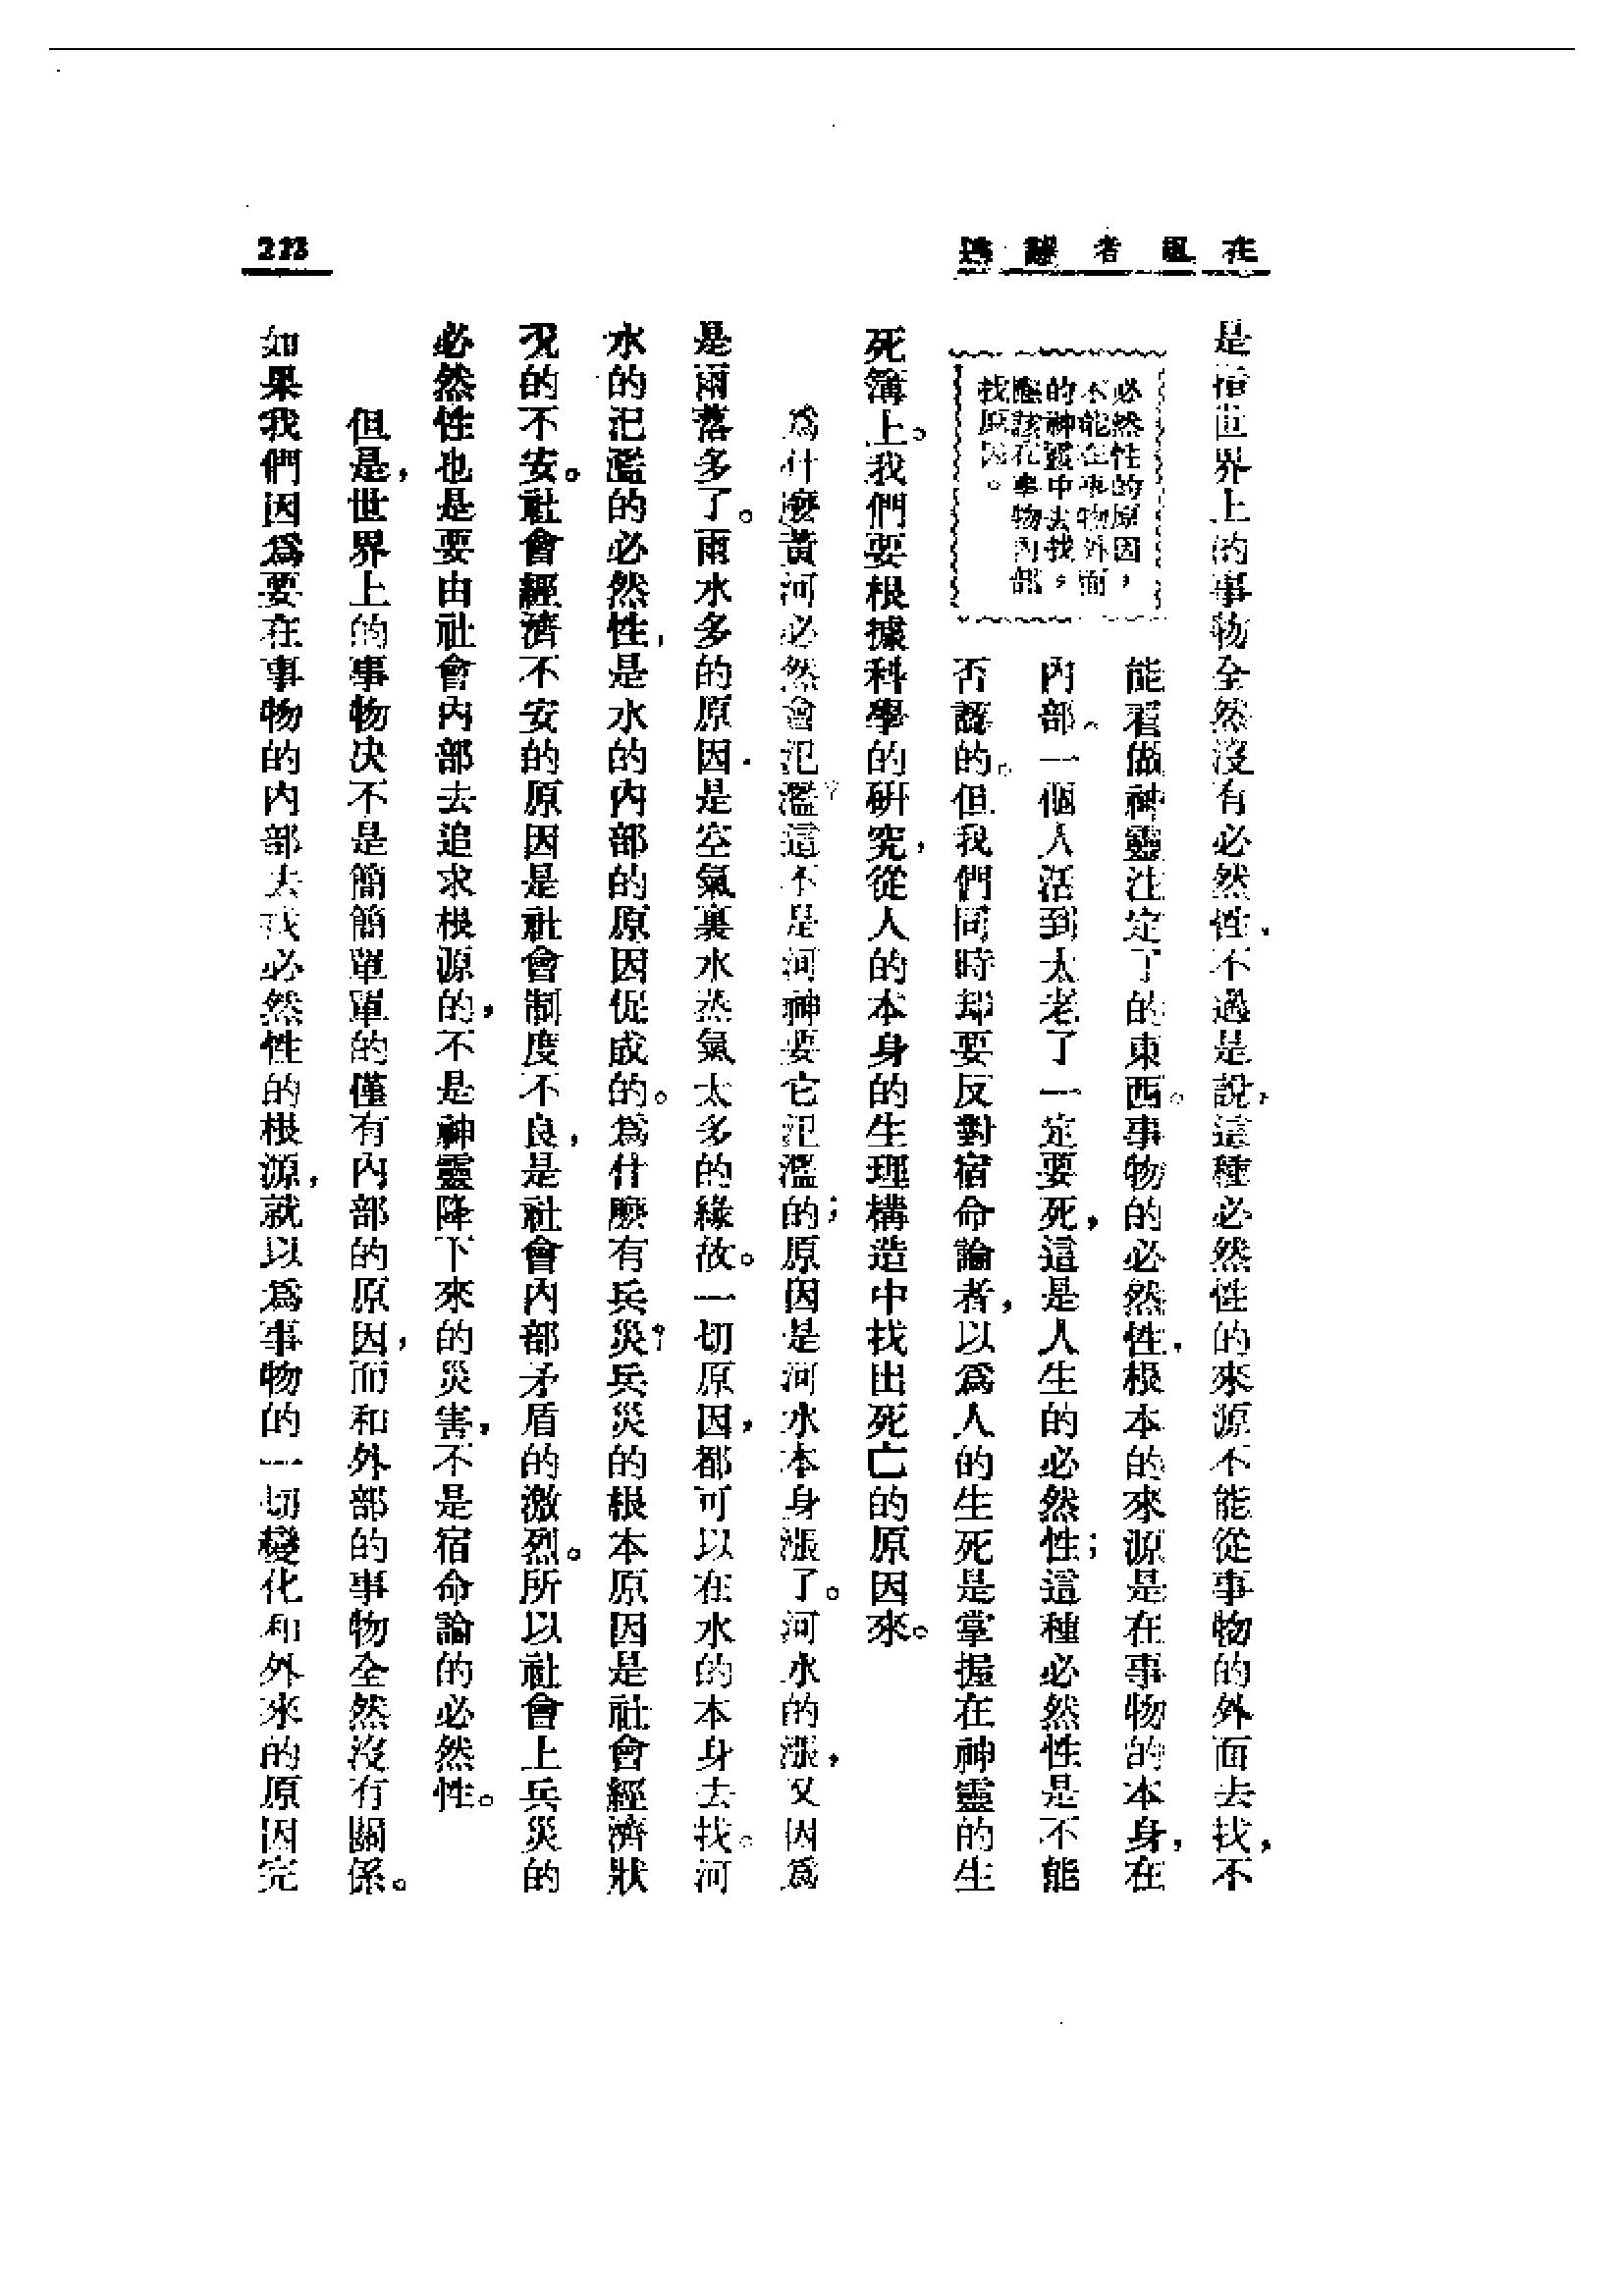 213
是指世界上的事物全然沒有必然性，不過是說，這種必然性的來源不能從事物的外面去找，不
必然性的原因，
不能在事物外面
的神靈中去找，
應該在事物內部
找原因。
能看做神靈注定了的東西。事物的必然性，根本的來源是在事物的本身，在
內部。一個人活到太老了一定要死，這是人生的必然性；這種必然性是不能
否認的。但我們同時却要反對宿命論者，以爲人的生死是掌握在神靈的生
死簿上。我們要根據科學的研究，從人的本身的生理構造中找出死亡的原因來。
爲什麼黃河必然會氾濫？這不是河神要它氾濫的；原因是河水本身漲了。河水的漲，又因爲
是雨落多了。雨水多的原因，是空氣裏水蒸氣太多的緣故。一切原因，都可以在水的本身去找。河
水的氾濫的必然性，是水的內部的原因促成的。爲什麼有兵災？兵災的根本原因是社會經濟狀
況的不安。社會經濟不安的原因是社會制度不良，是社會內部矛盾的激烈。所以社會上兵災的
必然性也是要由社會內部去追求根源的，不是神靈降下來的災害，不是宿命論的必然性。
但是，世界上的事物決不是簡簡單單的僅有內部的原因，而和外部的事物全然沒有關係。
如果我們因爲要在事物的內部去找必然性的根源，就以爲事物的一切變化和外來的原因完